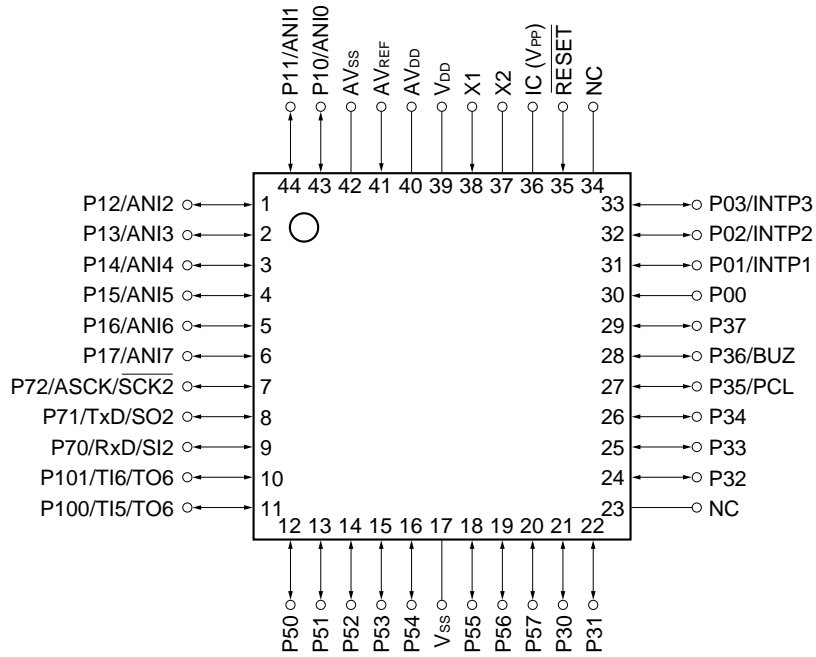 P11/ANI1
P10/ANI0
AVSS
AVREF
AVDD
VDD
X1
X2
IC (VPP)
RESET
NC
44 43 42 41 40 39 38 37 36 35 34
P12/ANI2 1
P13/ANI3 2
P14/ANI4 3
P15/ANI5 4
P16/ANI6 5
P17/ANI7 6
P72/ASCK/SCK2 7
P71/TxD/SO2 8
P70/RxD/SI2 9
P101/TI6/TO6 10
P100/TI5/TO6 11
33 P03/INTP3
32 P02/INTP2
31 P01/INTP1
30 P00
29 P37
28 P36/BUZ
27 P35/PCL
26 P34
25 P33
24 P32
23 NC
12 13 14 15 16 17 18 19 20 21 22
P50
P51
P52
P53
P54
VSS
P55
P56
P57
P30
P31